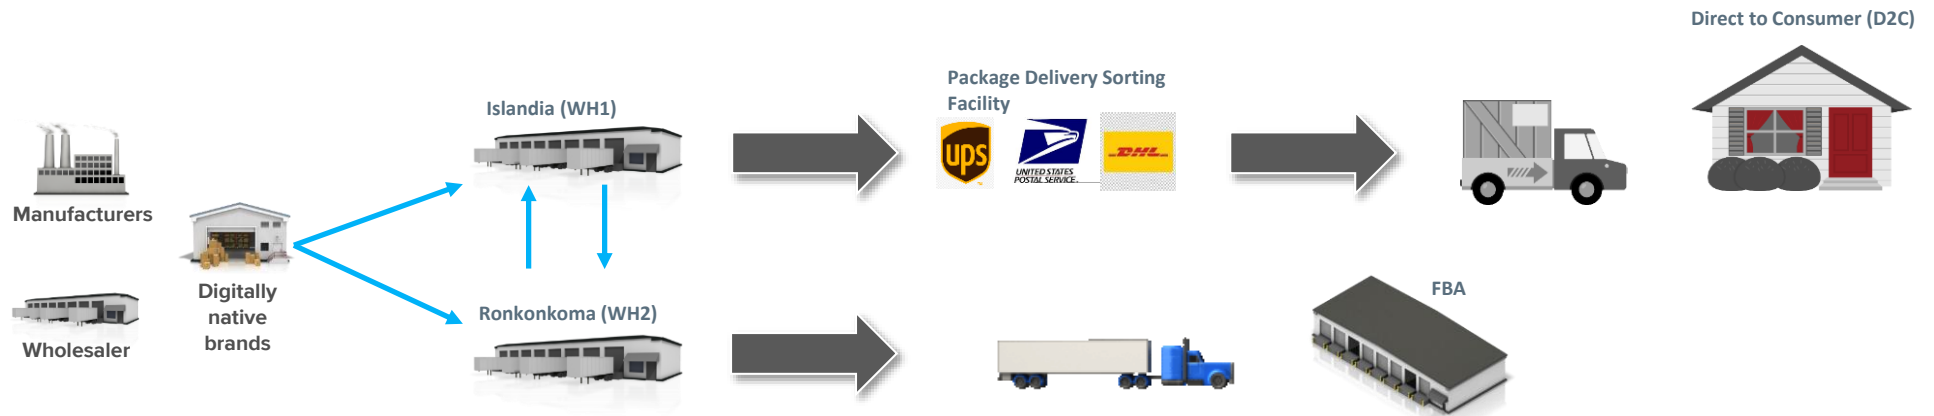 Direct to Consumer (D2C)
Package Delivery Sorting
Facility
Islandia (WH1)
ups
UNITED STATES
POSTAL SERVICE
DHL
Manufacturers
Digitally
native
brands
Ronkonkoma (WH2)
FBA
Wholesaler